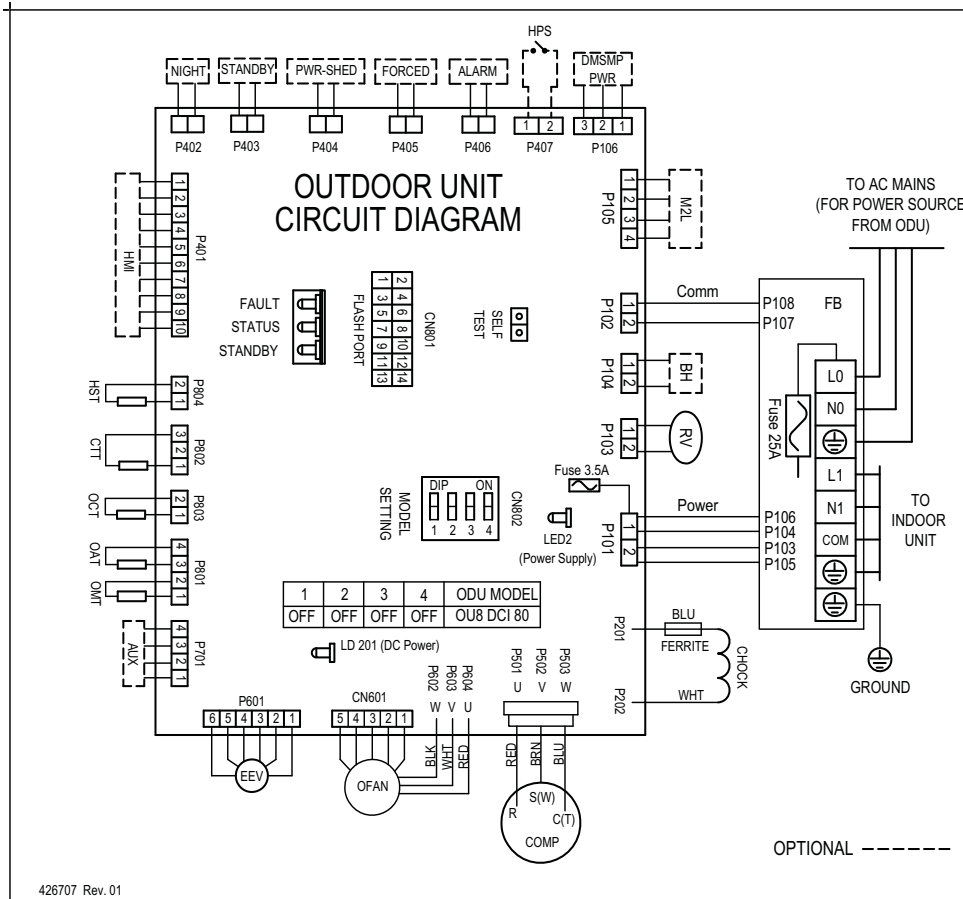 HPS
NIGHT
STANDBY
PWR-SHED
FORCED
ALARM
DMSMP
PWR
1 2
3 2 1
P402
P403
P404
P405
P406
P407
P106
OUTDOOR UNIT
CIRCUIT DIAGRAM
HMI
1
2
3
4
5
6
7
8
9
10
P401
P105
1
2
3
4
M2L
TO AC MAINS
(FOR POWER SOURCE
FROM ODU)
FAULT
STATUS
STANDBY
FLASH PORT
1 2
3 4
5 6
7 8
9 10
11 12
13 14
CN801
SELF
TEST
P102
1
2
Comm
P108
P107
FB
P104
1
2
BH
P103
1
2
RV
Fuse 25A
L0
N0
L1
N1
COM
TO
INDOOR
UNIT
HST
2
1
P804
CTT
3
2
1
P802
OCT
2
1
P803
OAT
OMT
4
3
2
1
P801
AUX
4
3
2
1
P701
MODEL
SETTING
DIP ON
1 2 3 4
CN802
LED2
(Power Supply)
Fuse 3.5A
P101
1
2
Power
P106
P104
P103
P105
1 2 3 4 ODU MODEL
OFF OFF OFF OFF OU8 DCI 80
LD 201 (DC Power)
P201
BLU
FERRITE
CHOCK
P202
WHT
GROUND
P601
6 5 4 3 2 1
EEV
CN601
5 4 3 2 1
OFAN
P602
P603
P604
W V U
BLK
WHT
RED
P501
P502
P503
U V W
RED
BRN
BLU
R
S(W)
C(T)
COMP
OPTIONAL
426707 Rev. 01